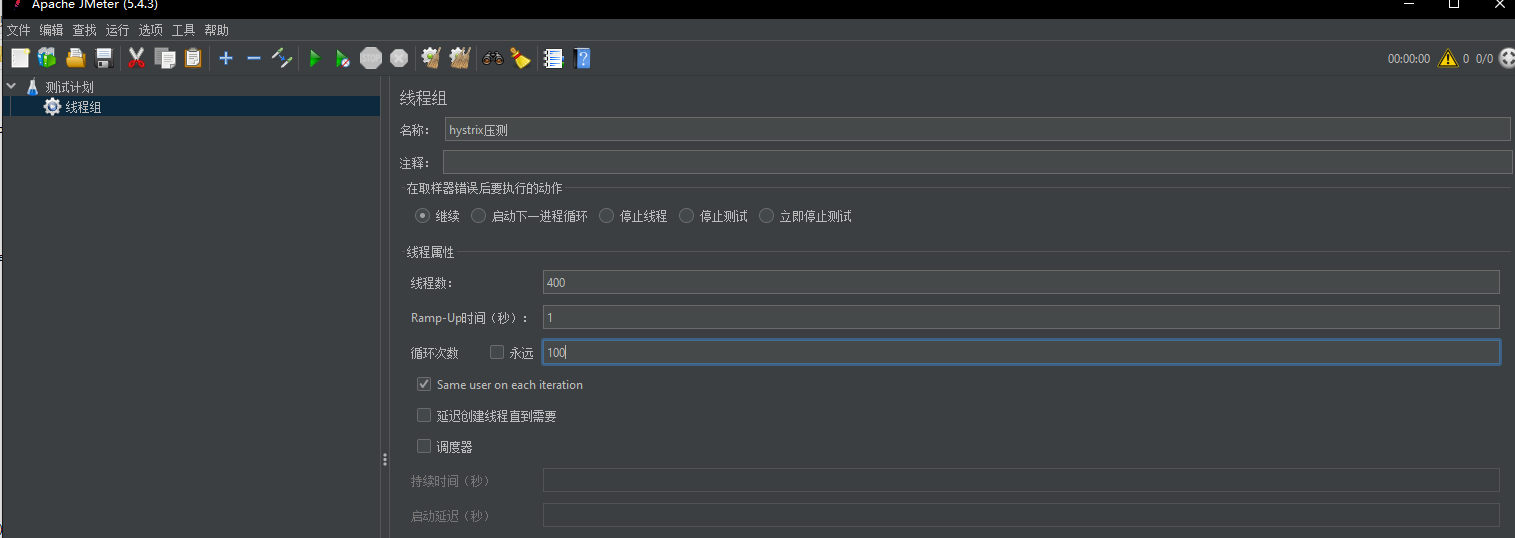 Apache JMeter (5.4.3)
文件 编辑 查找 运行 选项 工具 帮助
STOP
00:00:00 0 0/0
测试计划
线程组
线程组
名称： hystrix压测
注释：
在取样器错误后要执行的动作
继续 启动下一进程循环 停止线程 停止测试 立即停止测试
线程属性
线程数： 400
Ramp-Up时间（秒）： 1
循环次数 永远 100
Same user on each iteration
延迟创建线程直到需要
调度器
持续时间（秒）
启动延迟（秒）